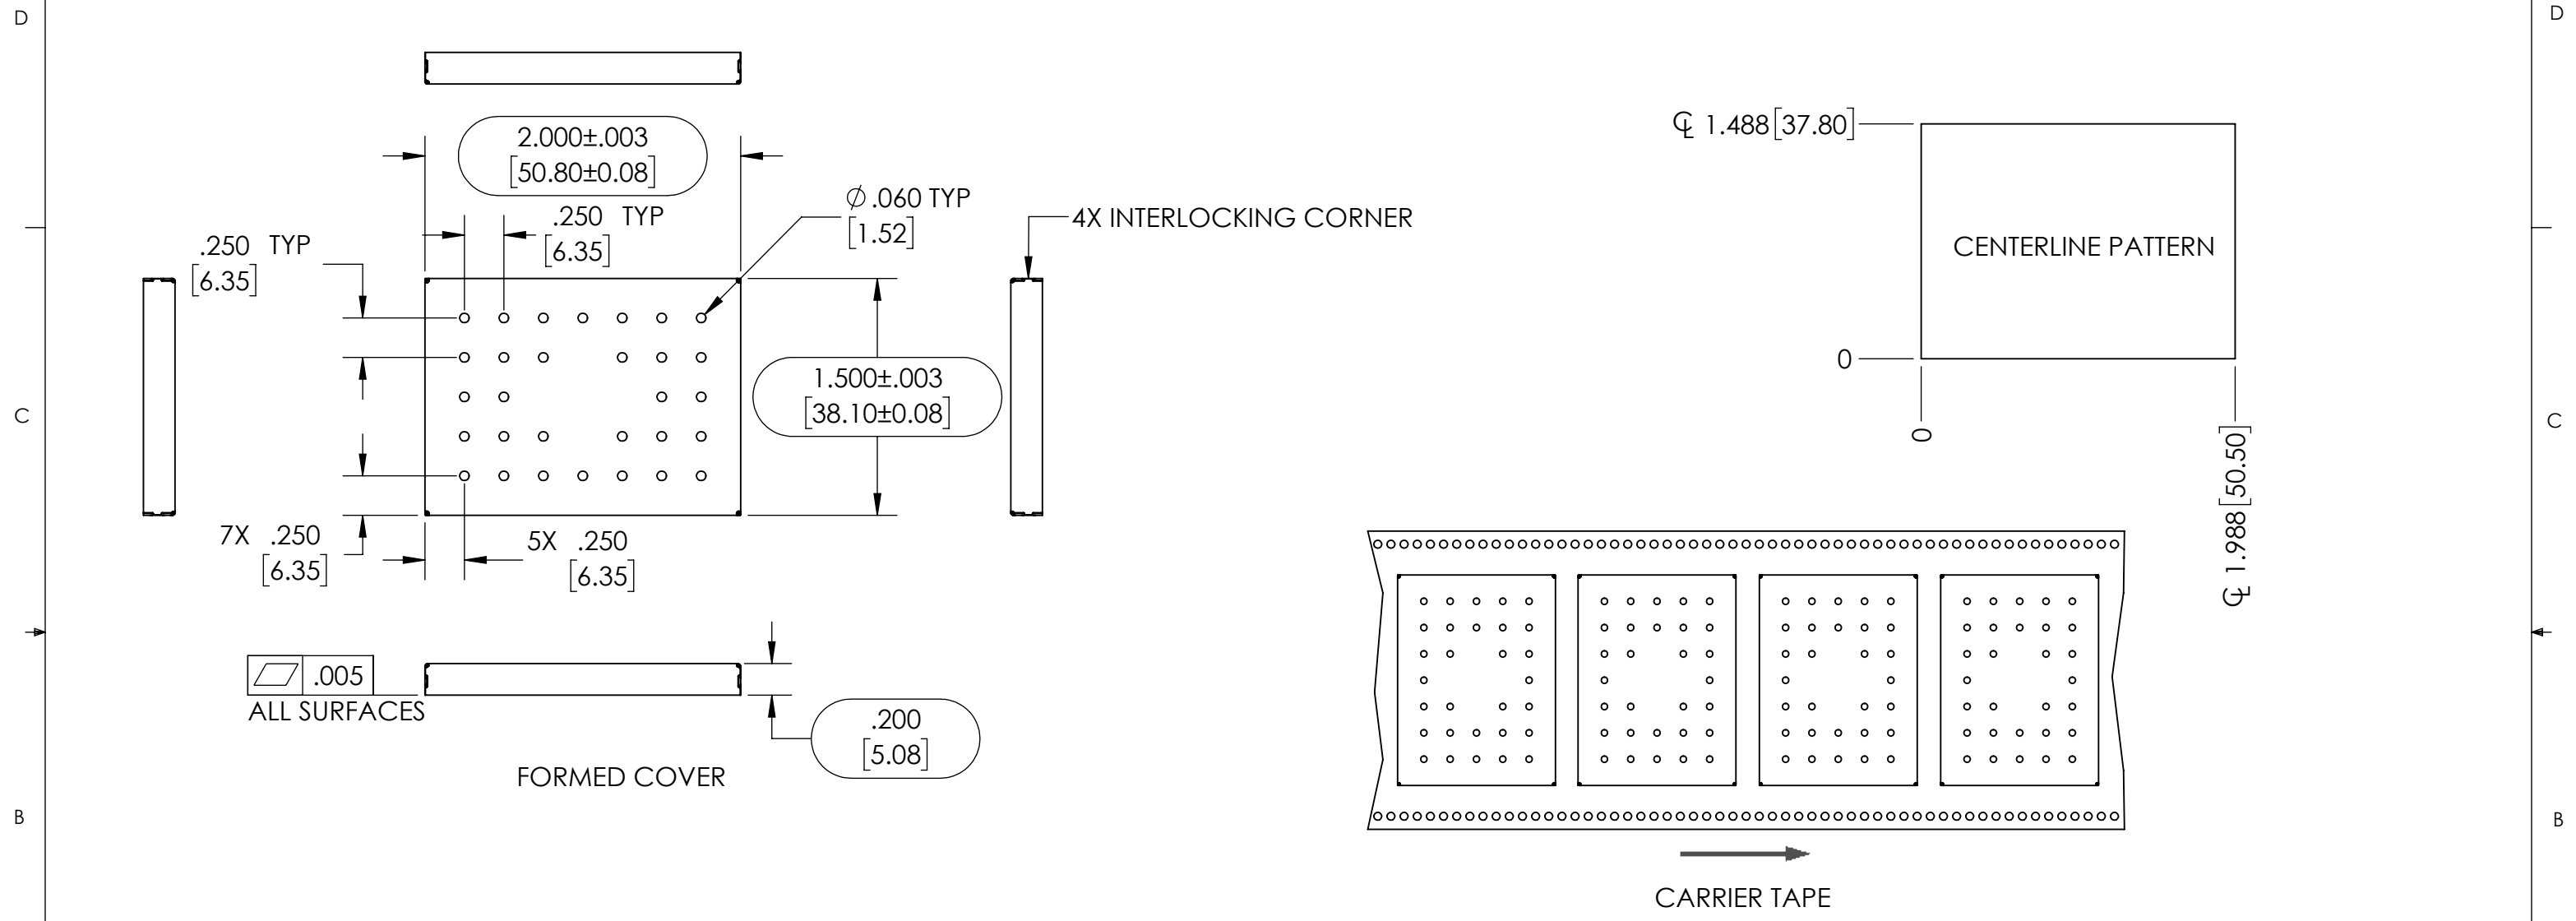 D
D
2.000±.003
[50.80±0.08]
℄ 1.488[37.80]
⌀ .060 TYP
[1.52]
.250 TYP
[6.35]
4X INTERLOCKING CORNER
.250 TYP
[6.35]
CENTERLINE PATTERN
0
1.500±.003
[38.10±0.08]
C
C
0
℄ 1.988[50.50]
7X .250
[6.35]
5X .250
[6.35]
.005
ALL SURFACES
.200
[5.08]
FORMED COVER
B
B
CARRIER TAPE